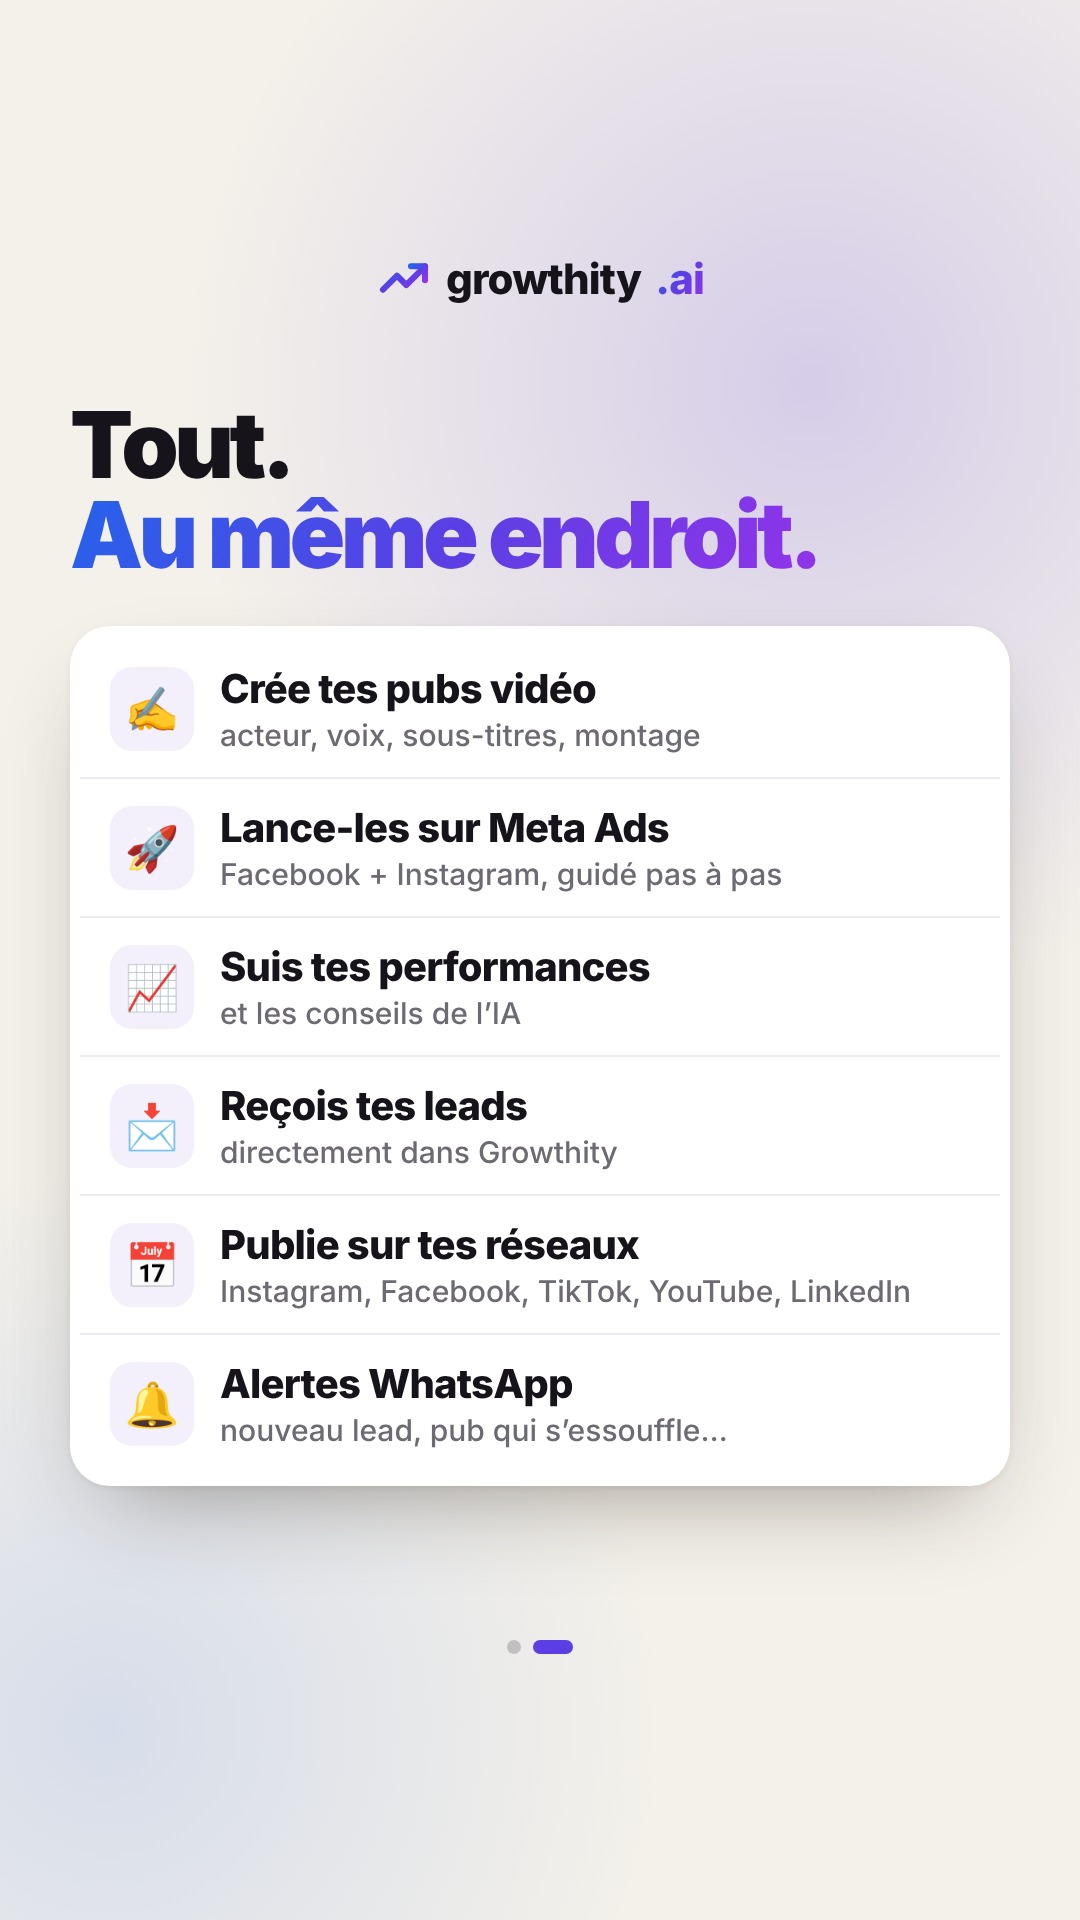 growthity .ai
Tout.
Au même endroit.
Crée tes pubs vidéo
acteur, voix, sous-titres, montage
Lance-les sur Meta Ads
Facebook + Instagram, guidé pas à pas
Suis tes performances
et les conseils de l’IA
Reçois tes leads
directement dans Growthity
July
17
Publie sur tes réseaux
Instagram, Facebook, TikTok, YouTube, LinkedIn
Alertes WhatsApp
nouveau lead, pub qui s’essouffle…